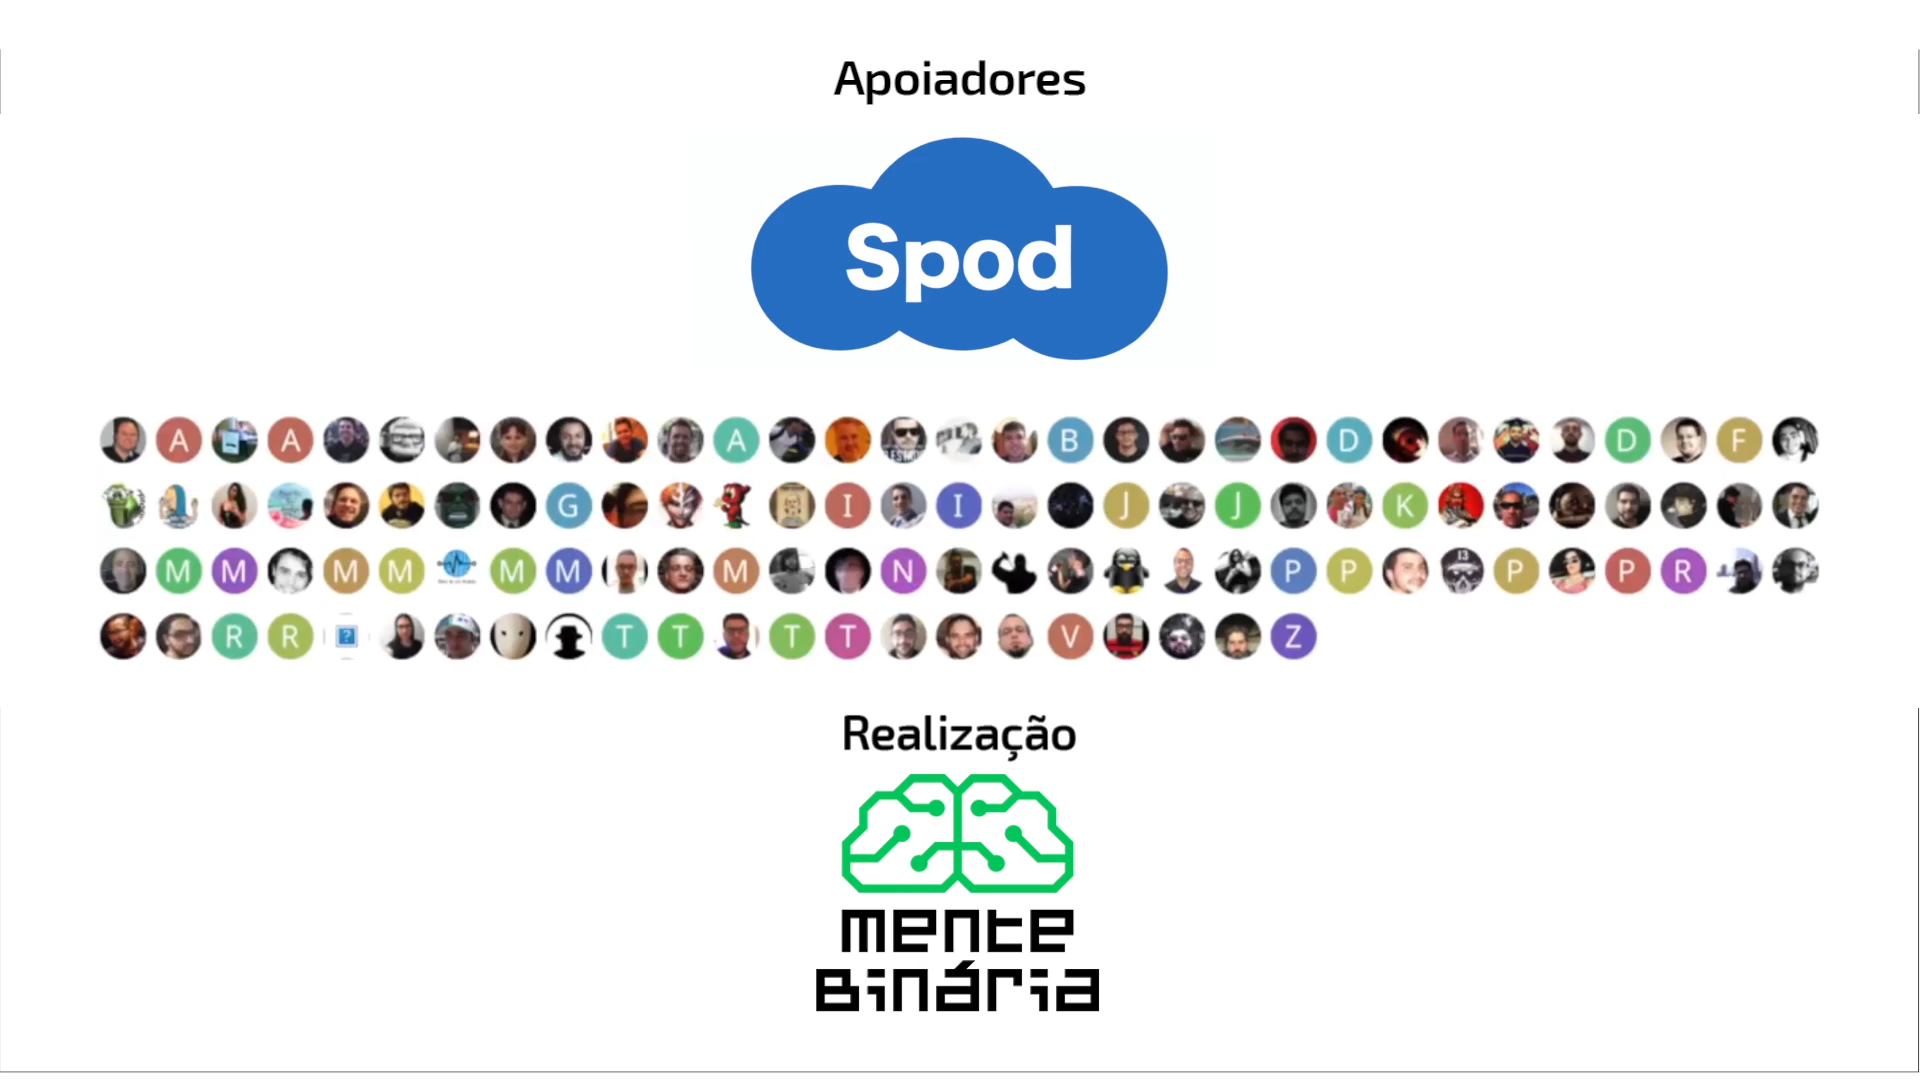 Apoiadores
Spod
A A A B D D F
G I I J J K
M M M M M M M N P P P P R
R R T T T T V Z
Realização
mente
Binária